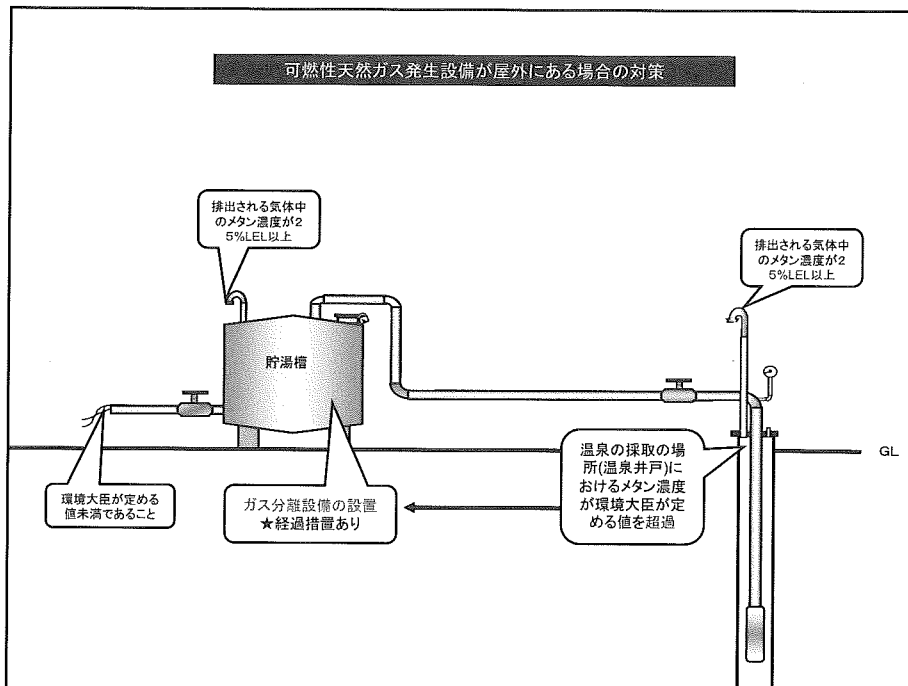 可燃性天然ガス発生設備が屋外にある場合の対策
排出される気体中
のメタン濃度が2
5%LEL以上
排出される気体中
のメタン濃度が2
5%LEL以上
貯湯槽
GL
環境大臣が定める
値未満であること
ガス分離設備の設置
★経過措置あり
温泉の採取の場
所(温泉井戸)に
おけるメタン濃度
が環境大臣が定
める値を超過